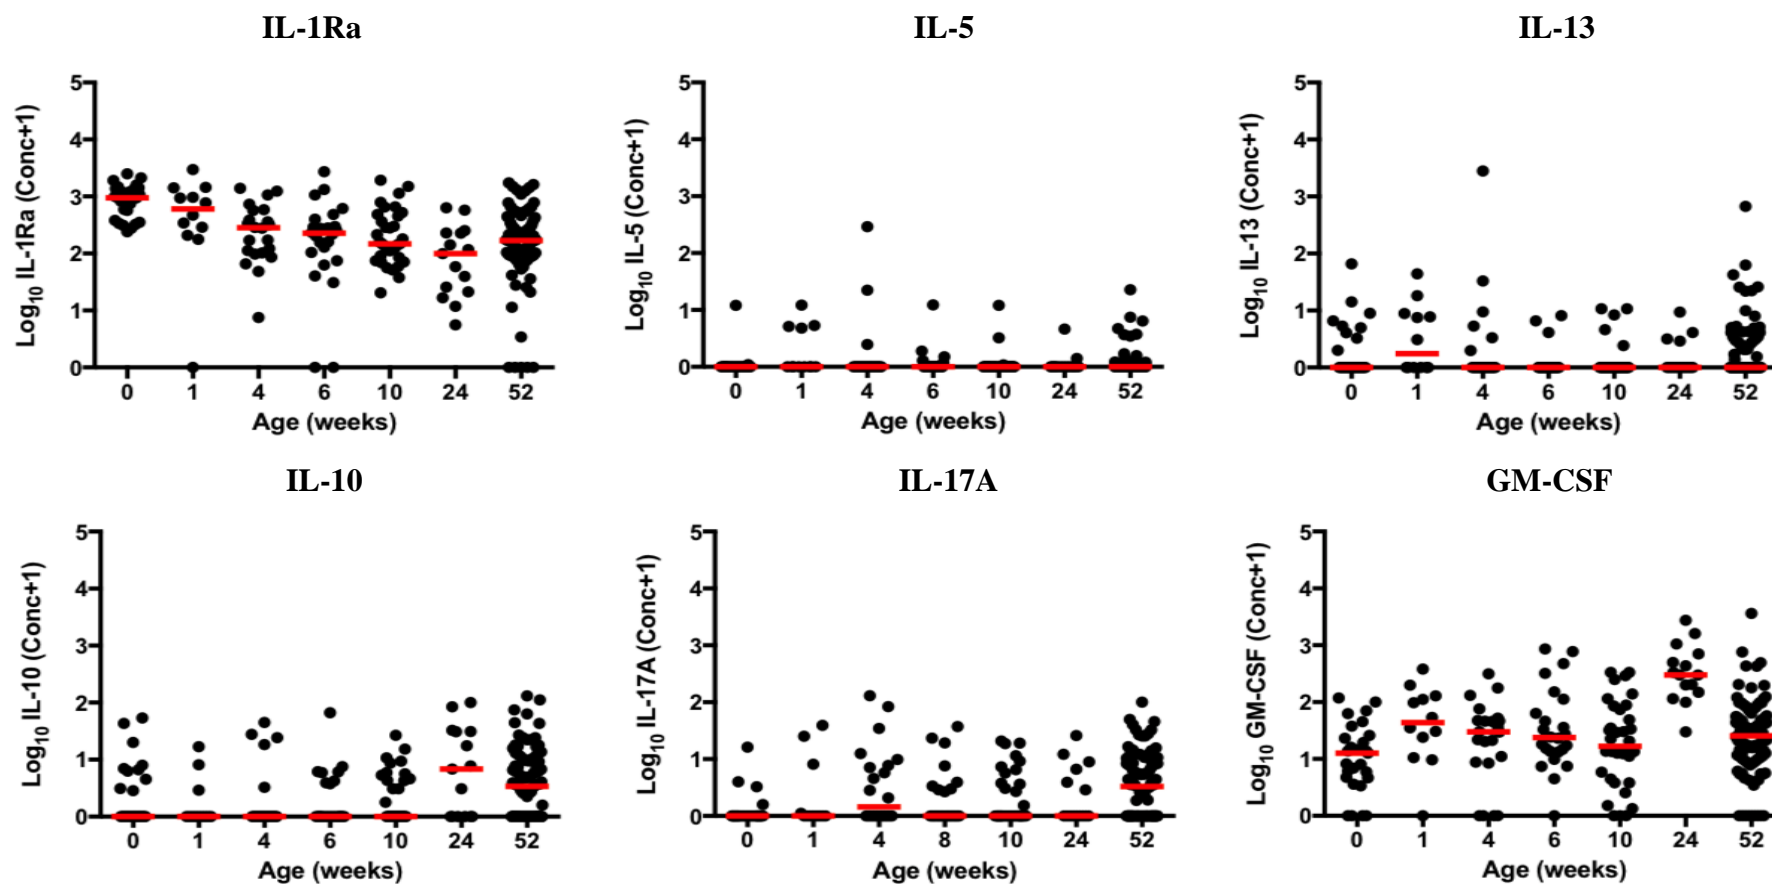 IL-1Ra
5
4
3
2
1
0
Log10 IL-1Ra (Conc+1)
0 1 4 6 10 24 52
Age (weeks)
IL-5
5
4
3
2
1
0
Log10 IL-5 (Conc+1)
0 1 4 6 10 24 52
Age (weeks)
IL-13
5
4
3
2
1
0
Log10 IL-13 (Conc+1)
0 1 4 6 10 24 52
Age (weeks)
IL-10
5
4
3
2
1
0
Log10 IL-10 (Conc+1)
0 1 4 6 10 24 52
Age (weeks)
IL-17A
5
4
3
2
1
0
Log10 IL-17A (Conc+1)
0 1 4 8 10 24 52
Age (weeks)
GM-CSF
5
4
3
2
1
0
Log10 GM-CSF (Conc+1)
0 1 4 6 10 24 52
Age (weeks)